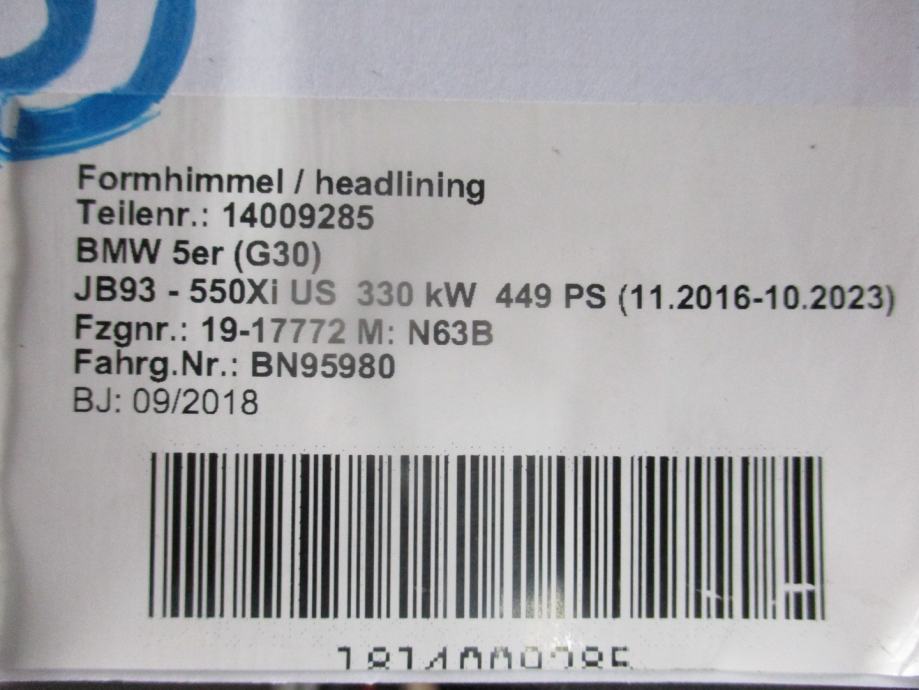 Formhimmel / headlining
Teilenr.: 14009285
BMW 5er (G30)
JB93 - 550Xi US 330 kW 449 PS (11.2016-10.2023)
Fzgnr.: 19-17772 M: N63B
Fahrg.Nr.: BN95980
BJ: 09/2018